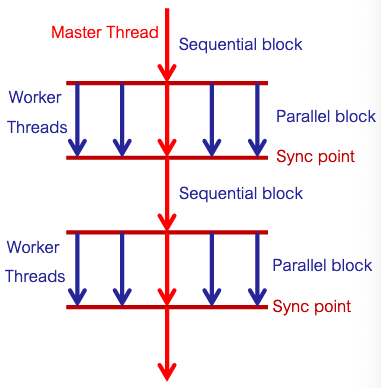 Master Thread
Sequential block
Worker
Threads
Parallel block
Sync point
Sequential block
Worker
Threads
Parallel block
Sync point